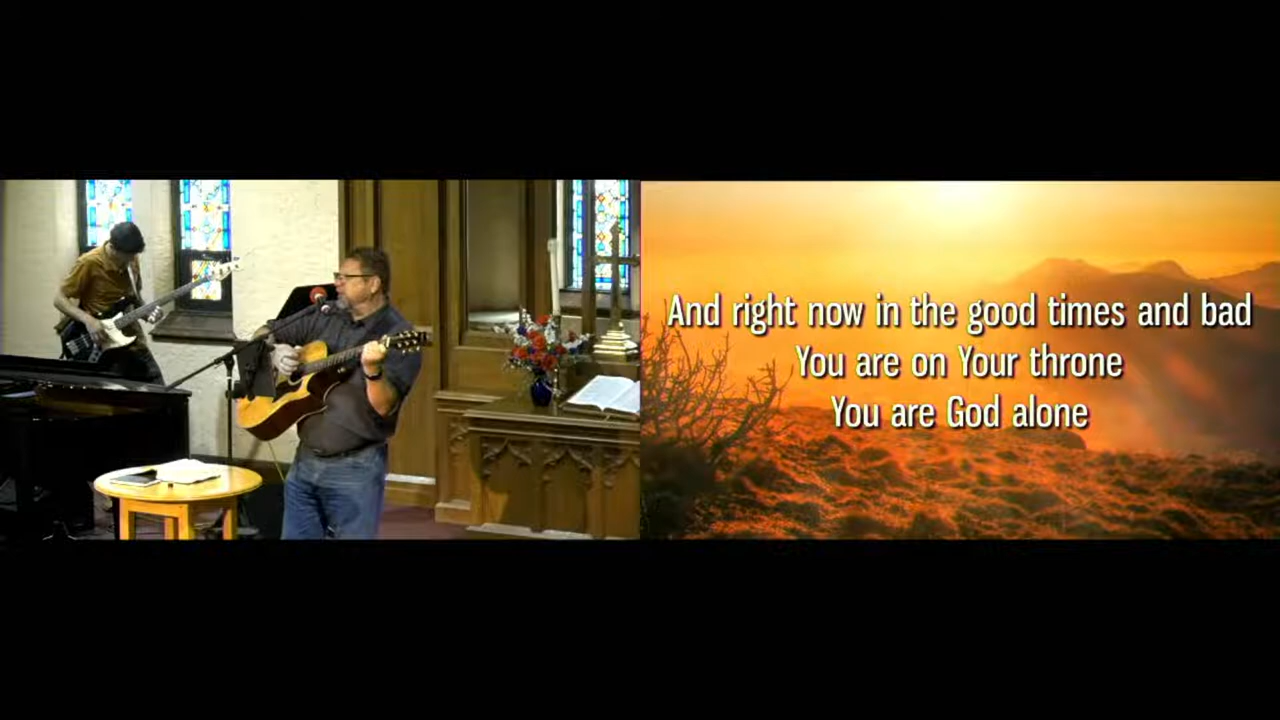 And right now in the good times and bad
You are on Your throne
You are God alone